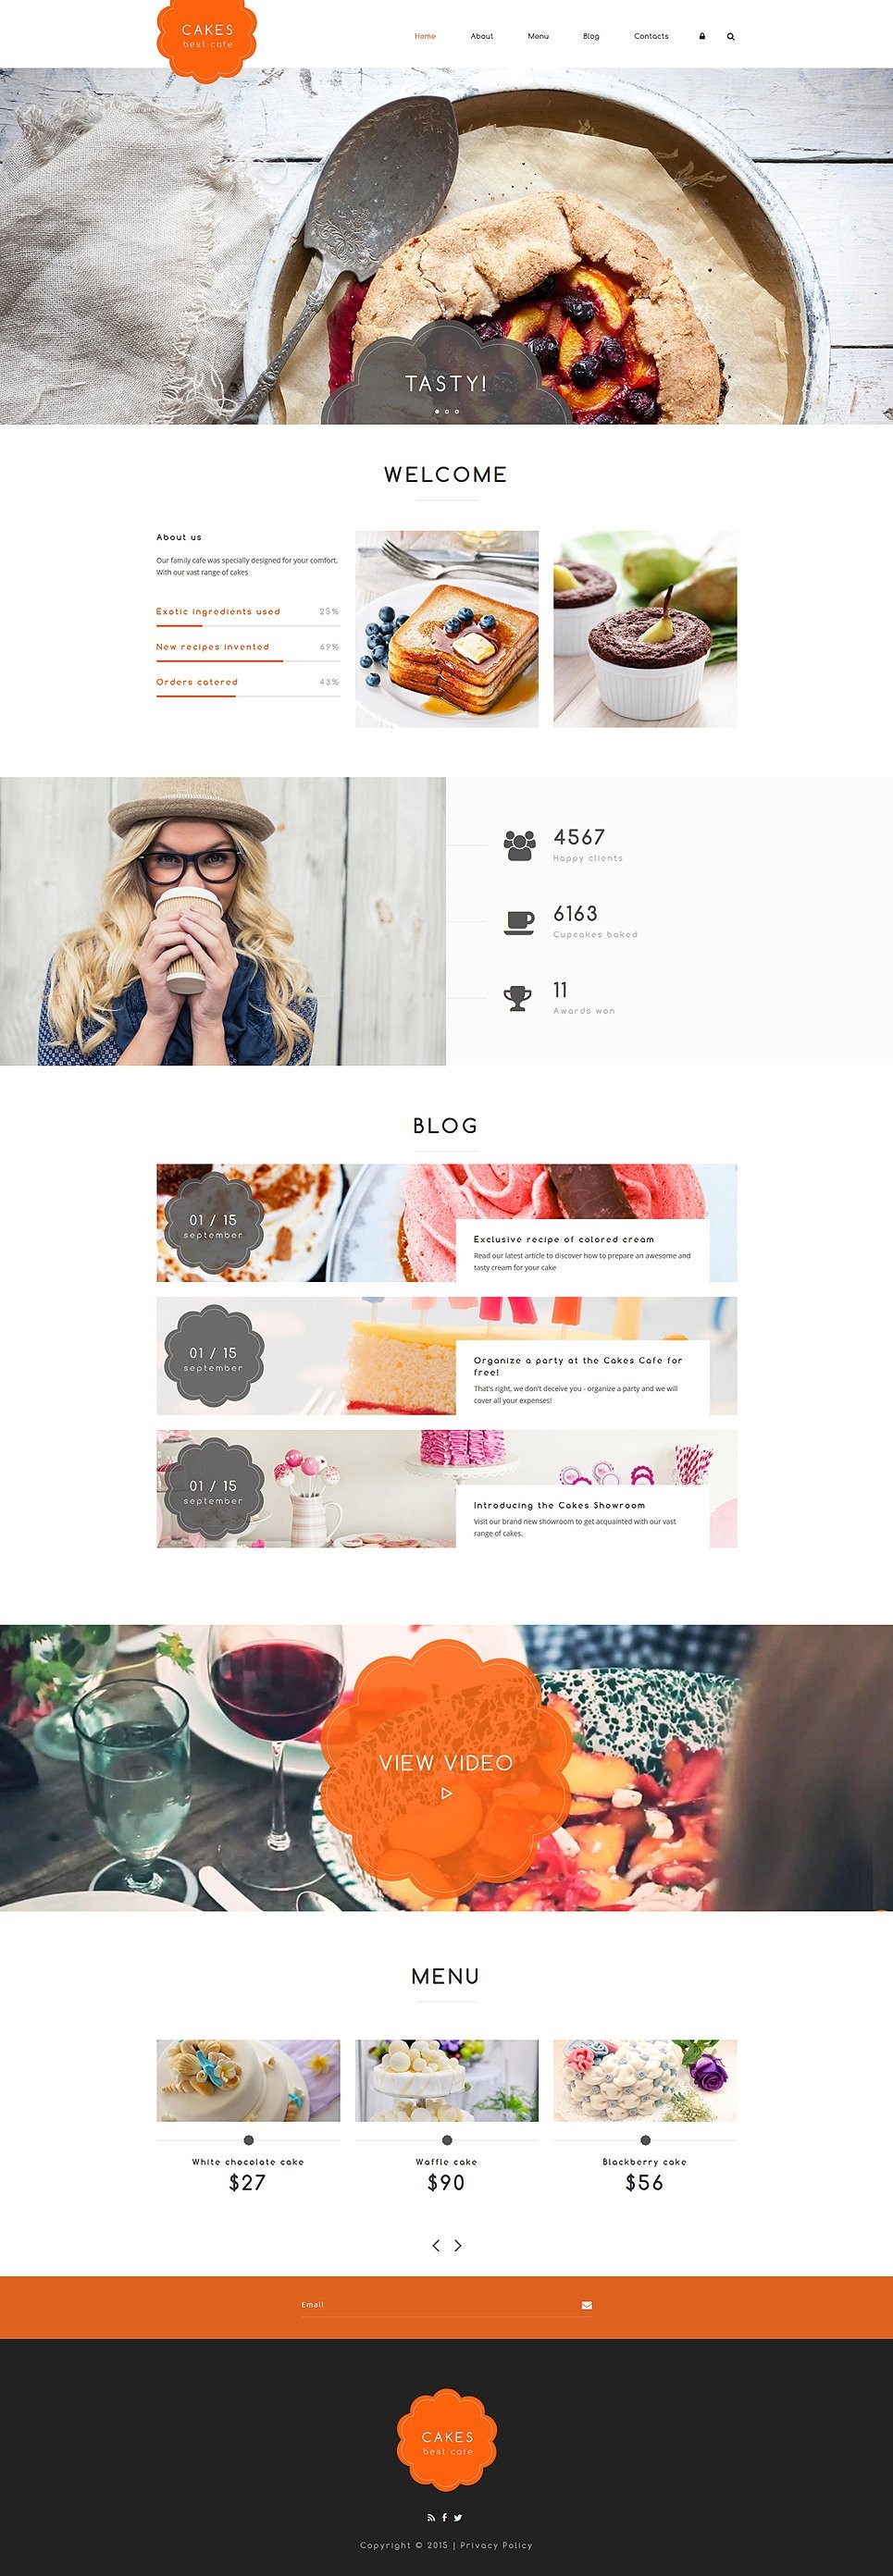 CAKES
best cafe
Home About Menu Blog Contacts
TASTY!
WELCOME
About us
Our family cafe was specially designed for your comfort.
With our vast range of cakes
Exotic ingredients used 25%
New recipes invented 69%
Orders catered 43%
4567
Happy clients
6163
Cupcakes baked
11
Awards won
BLOG
01 / 15
september
Exclusive recipe of colored cream
Read our latest article to discover how to prepare an awesome and
tasty cream for your cake
01 / 15
september
Organize a party at the Cakes Cafe for
free!
That's right, we don't deceive you - organize a party and we will
cover all your expenses!
01 / 15
september
Introducing the Cakes Showroom
Visit our brand new showroom to get acquainted with our vast
range of cakes.
VIEW VIDEO
MENU
White chocolate cake
$27
Waffle cake
$90
Blackberry cake
$56
Email
CAKES
best cafe
Copyright © 2015 | Privacy Policy